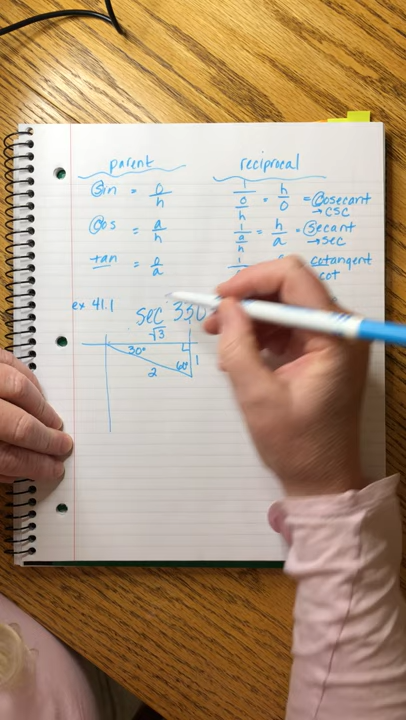 parent reciprocal
sin = o/h 1/(o/h) = h/o = cosecant
→ csc
cos = a/h 1/(a/h) = h/a = secant
→ sec
tan = o/a cotangent
cot
ex 41.1 sec 330
√3
30° 60° 1
2